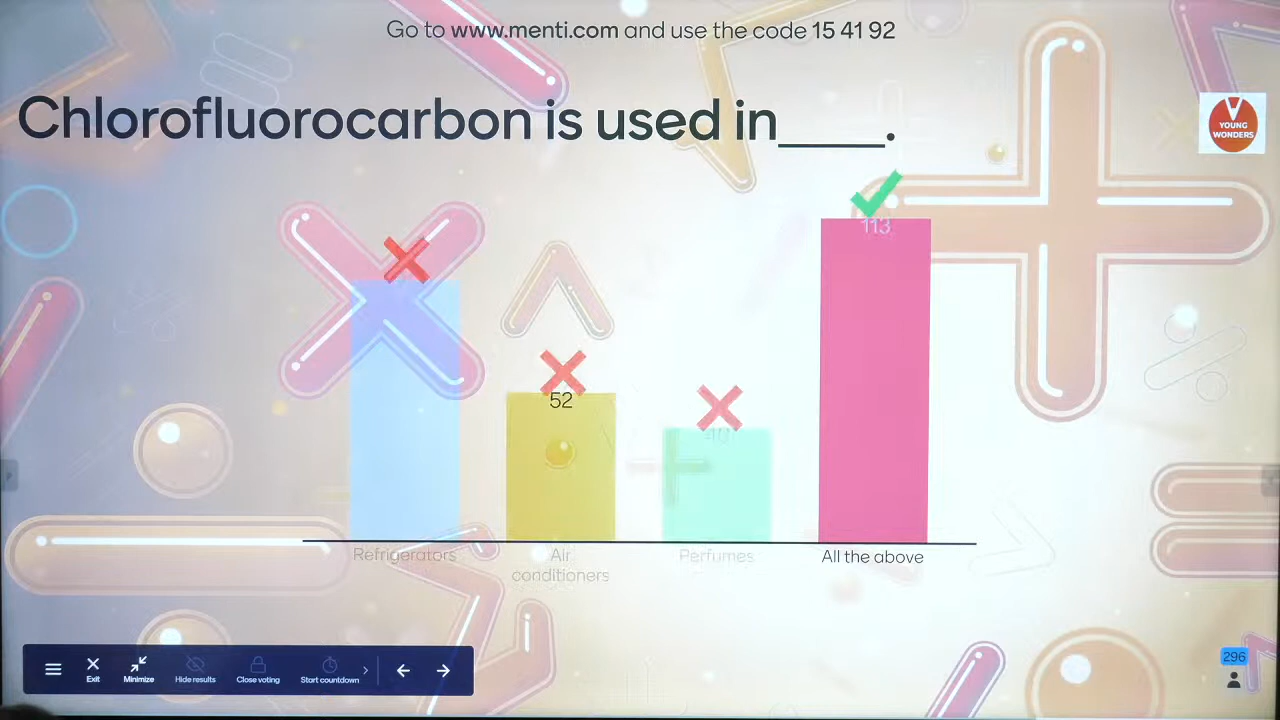 Go to www.menti.com and use the code 15 41 92
Chlorofluorocarbon is used in____.
YOUNG
WONDERS
113
52
40
Refrigerators
Air
conditioners
Perfumes
All the above
Exit
Minimize
Hide results
Close voting
Start countdown
296